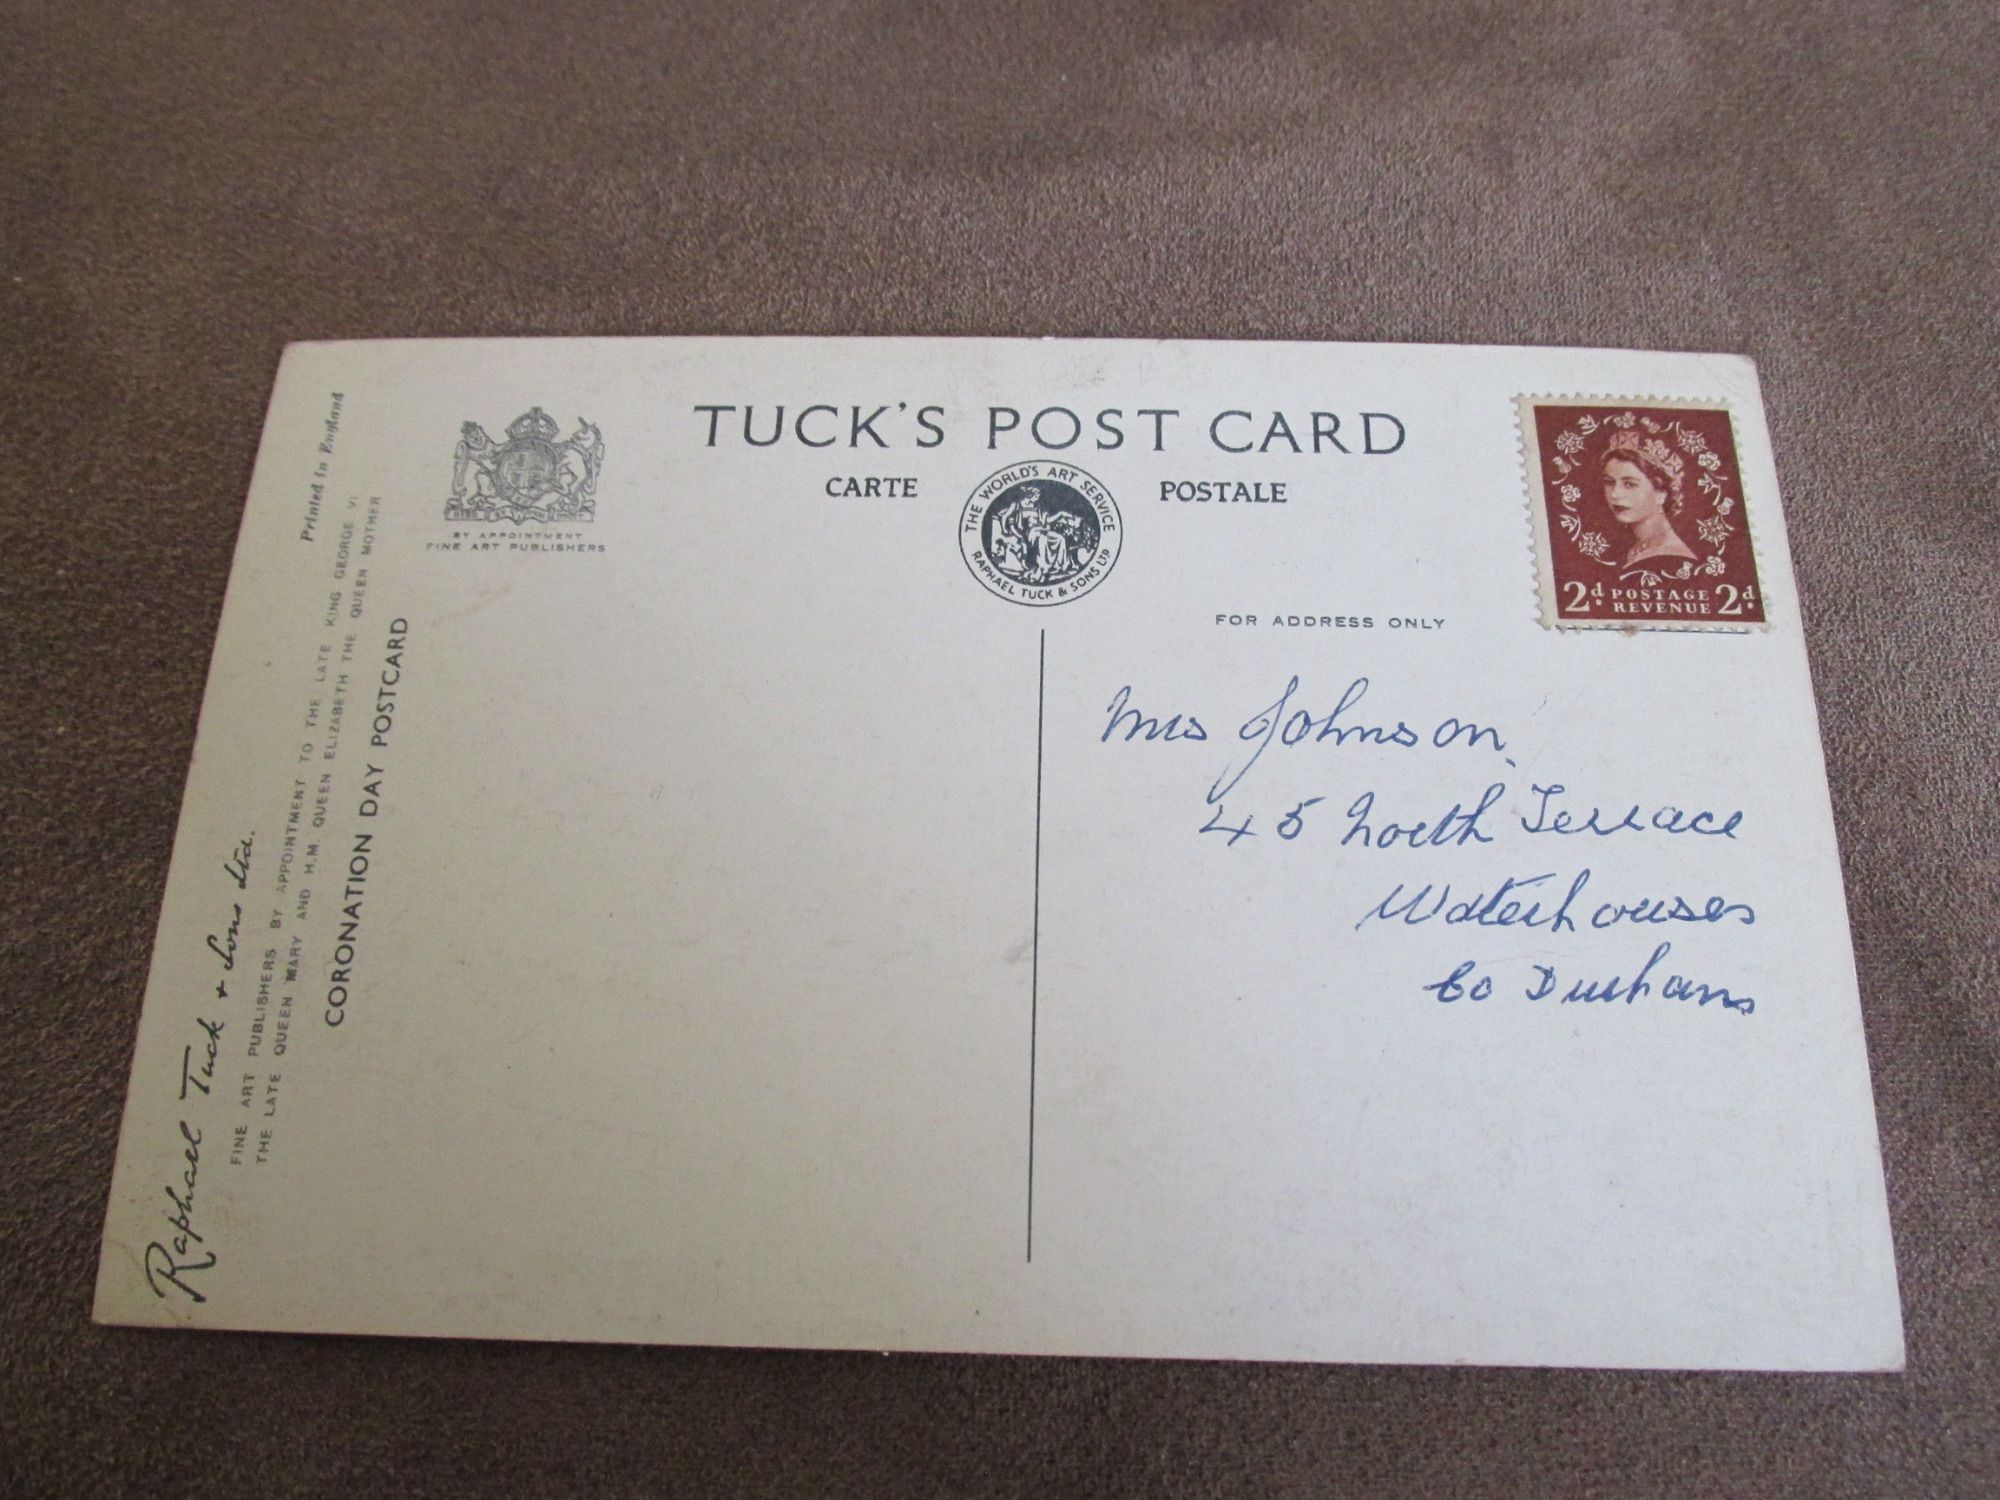 TUCK'S POST CARD
CARTE POSTALE
THE WORLD'S ART SERVICE
RAPHAEL TUCK & SONS LTD
BY APPOINTMENT
FINE ART PUBLISHERS
FOR ADDRESS ONLY
2d POSTAGE REVENUE 2d
Mrs Johnson,
45 North Terrace
Waterhouses
Co Durham
Raphael Tuck & Sons Ltd.
FINE ART PUBLISHERS BY APPOINTMENT TO THE LATE KING GEORGE VI
THE LATE QUEEN MARY AND H.M. QUEEN ELIZABETH THE QUEEN MOTHER
Printed in England
CORONATION DAY POSTCARD